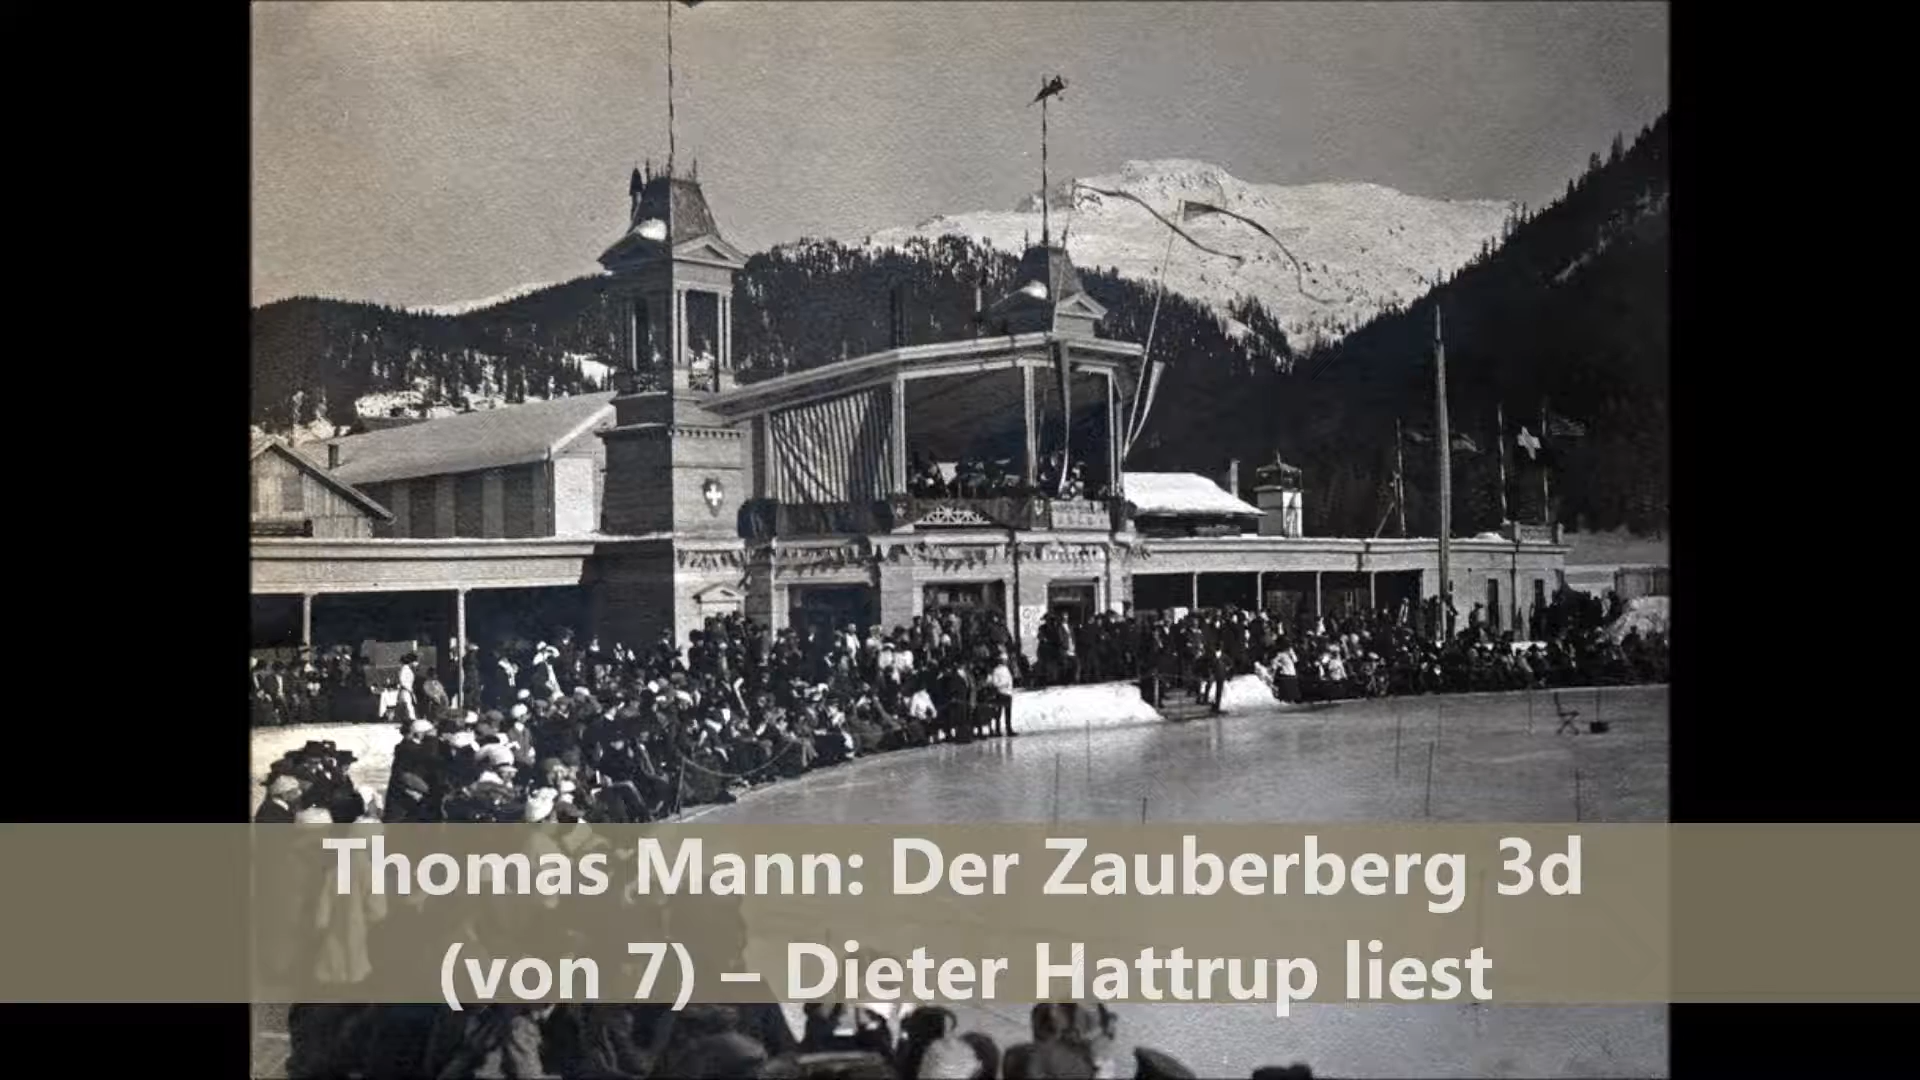 Thomas Mann: Der Zauberberg 3d
(von 7) – Dieter Hattrup liest